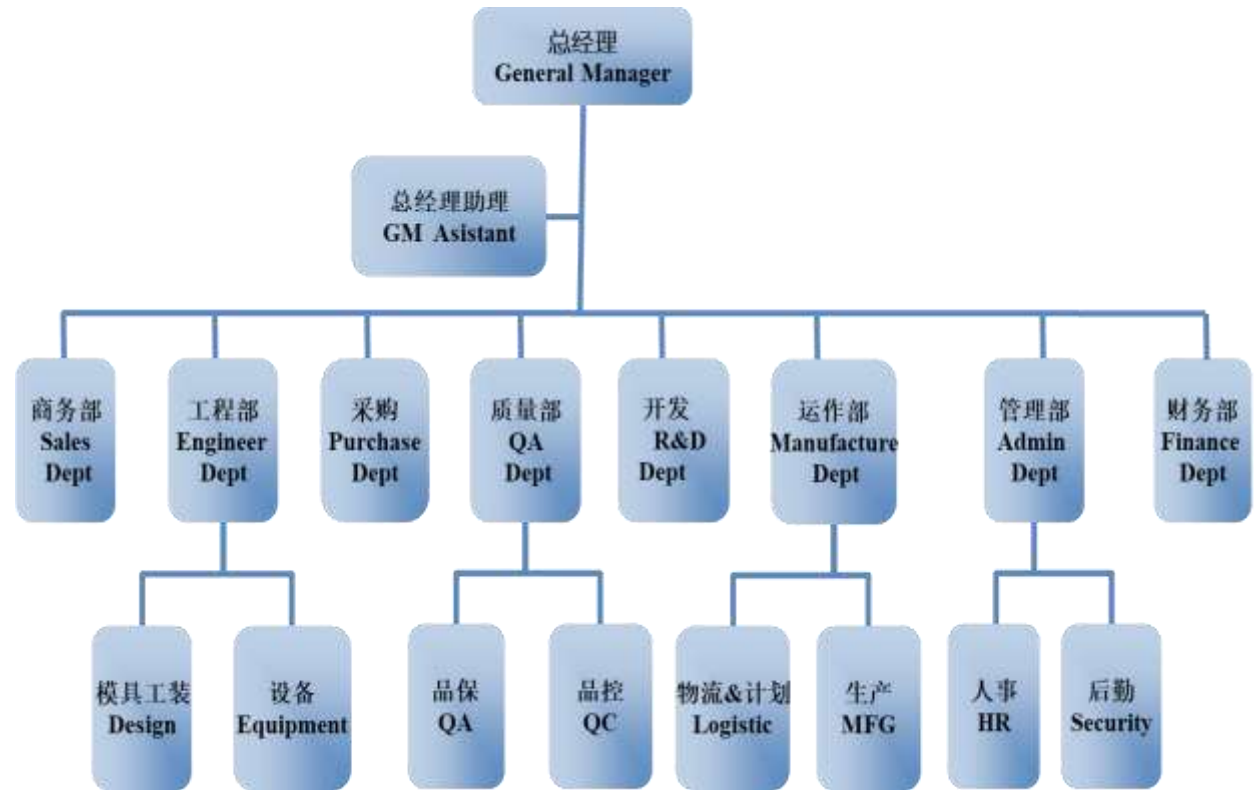 总经理
General Manager
总经理助理
GM Asistant
商务部
Sales
Dept
工程部
Engineer
Dept
采购
Purchase
Dept
质量部
QA
Dept
开发
R&D
Dept
运作部
Manufacture
Dept
管理部
Admin
Dept
财务部
Finance
Dept
模具工装
Design
设备
Equipment
品保
QA
品控
QC
物流&计划
Logistic
生产
MFG
人事
HR
后勤
Security